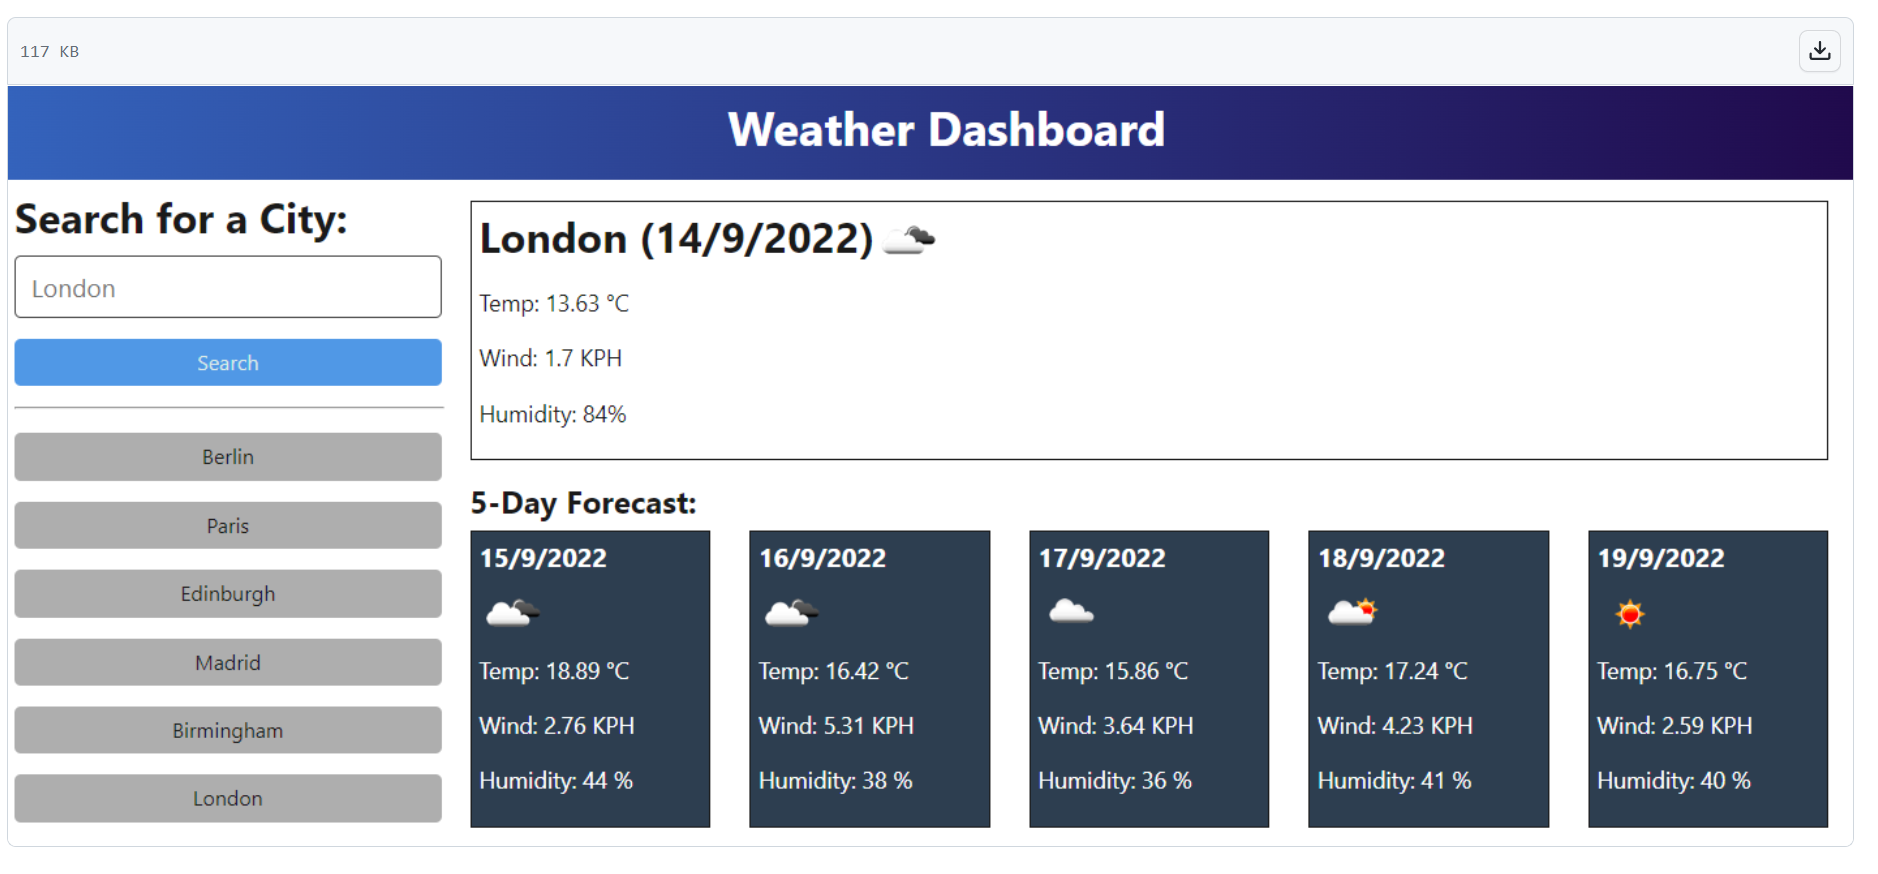 117 KB
Weather Dashboard
Search for a City:
London
Search
Berlin
Paris
Edinburgh
Madrid
Birmingham
London
London (14/9/2022)
Temp: 13.63 °C
Wind: 1.7 KPH
Humidity: 84%
5-Day Forecast:
15/9/2022
Temp: 18.89 °C
Wind: 2.76 KPH
Humidity: 44 %
16/9/2022
Temp: 16.42 °C
Wind: 5.31 KPH
Humidity: 38 %
17/9/2022
Temp: 15.86 °C
Wind: 3.64 KPH
Humidity: 36 %
18/9/2022
Temp: 17.24 °C
Wind: 4.23 KPH
Humidity: 41 %
19/9/2022
Temp: 16.75 °C
Wind: 2.59 KPH
Humidity: 40 %